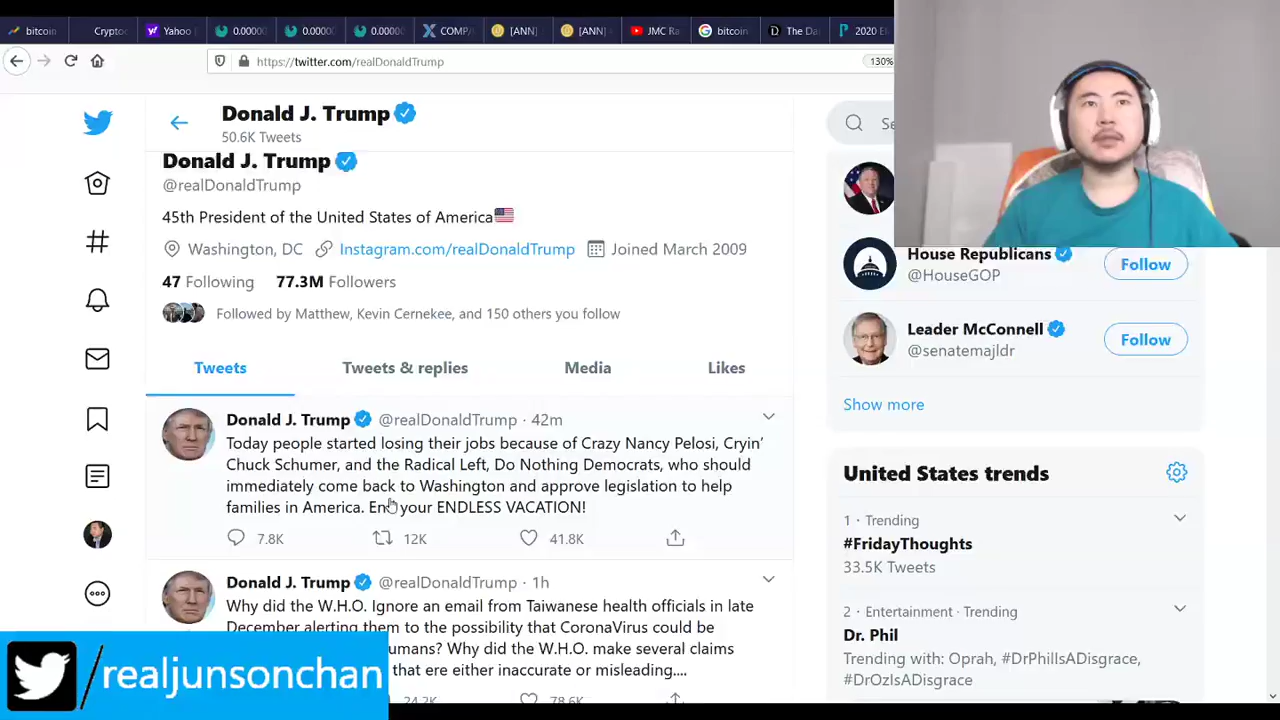 bitcoin
Cryptoc
Yahoo
0.00000
0.0000
0.0000
COMP/
[ANN]
[ANN]
JMC Ra
bitcoin
The Da
2020 El
https://twitter.com/realDonaldTrump
130%
Donald J. Trump
50.6K Tweets
Donald J. Trump
@realDonaldTrump
45th President of the United States of America
Washington, DC Instagram.com/realDonaldTrump Joined March 2009
47 Following 77.3M Followers
Followed by Matthew, Kevin Cernekee, and 150 others you follow
Tweets Tweets & replies Media Likes
Donald J. Trump @realDonaldTrump · 42m
Today people started losing their jobs because of Crazy Nancy Pelosi, Cryin’
Chuck Schumer, and the Radical Left, Do Nothing Democrats, who should
immediately come back to Washington and approve legislation to help
families in America. End your ENDLESS VACATION!
7.8K 12K 41.8K
Donald J. Trump @realDonaldTrump · 1h
Why did the W.H.O. Ignore an email from Taiwanese health officials in late
December alerting them to the possibility that CoronaVirus could be
umans? Why did the W.H.O. make several claims
that ere either inaccurate or misleading....
24.2K 78.6K
/realjunsonchan
Se
House Republicans
@HouseGOP
Follow
Leader McConnell
@senatemajldr
Follow
Show more
United States trends
1 · Trending
#FridayThoughts
33.5K Tweets
2 · Entertainment · Trending
Dr. Phil
Trending with: Oprah, #DrPhilIsADisgrace,
#DrOzIsADisgrace